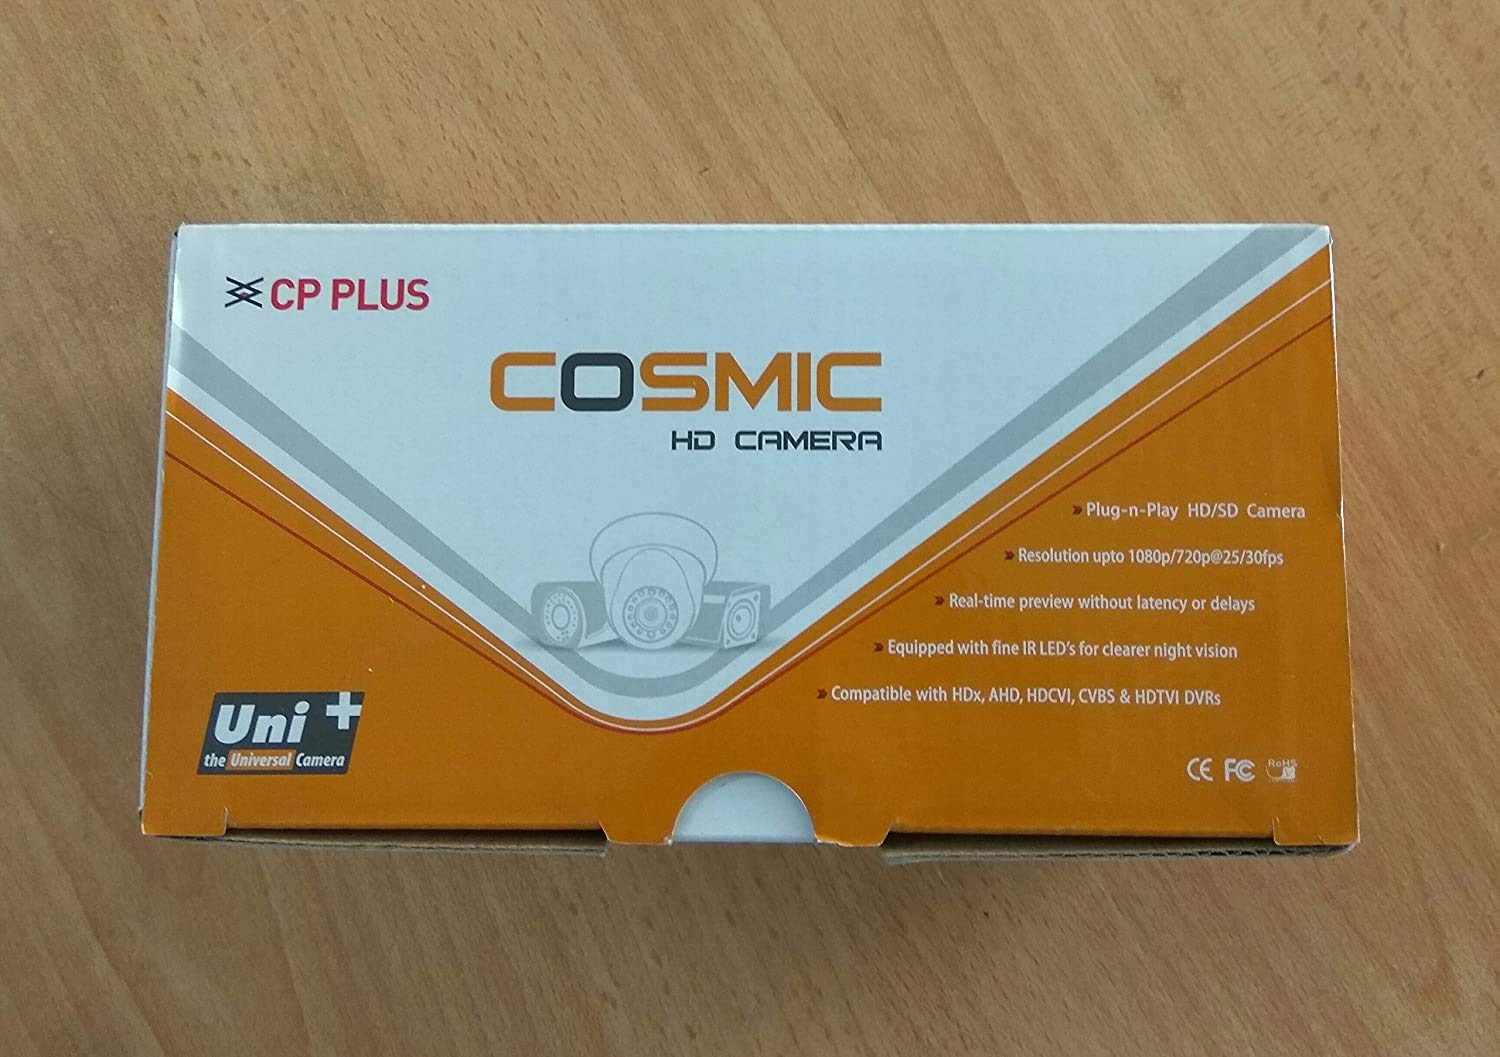 CP PLUS
COSMIC
HD CAMERA
Plug-n-Play HD/SD Camera
Resolution upto 1080p/720p@25/30fps
Real-time preview without latency or delays
Equipped with fine IR LED's for clearer night vision
Compatible with HDx, AHD, HDCVI, CVBS & HDTVI DVRs
Uni +
the Universal Camera
CE FC RoHS